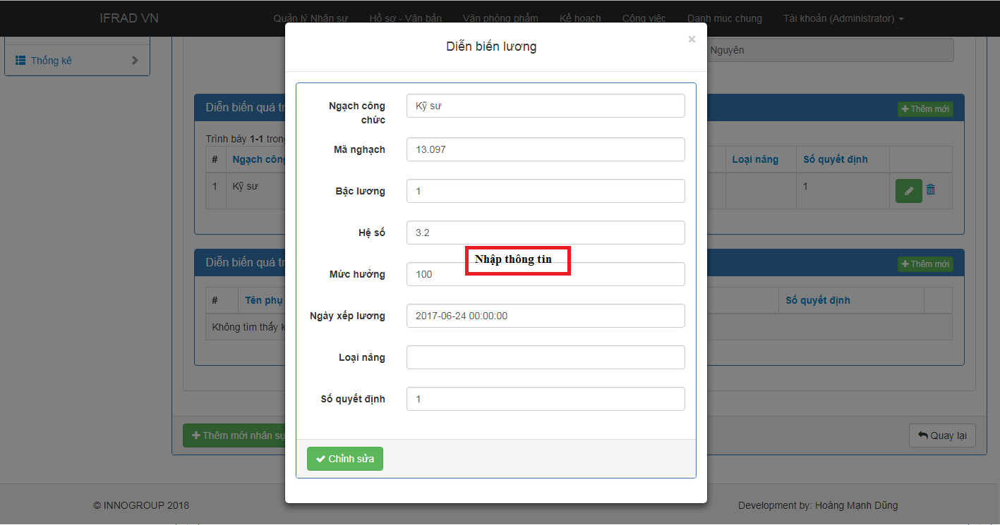 IFRAD VN Quản lý Nhân sự Hồ sơ - Văn bản Văn phòng phẩm Kế hoạch Công việc Danh mục chung Tài khoản (Administrator)
Thống kê
Nguyên
Diễn biến lương
×
Ngạch công chức
Kỹ sư
Mã nghạch
13.097
Bậc lương
1
Hệ số
3.2
Nhập thông tin
Mức hưởng
100
Ngày xếp lương
2017-06-24 00:00:00
Loại nâng
Số quyết định
1
Chỉnh sửa
Diễn biến quá
Thêm mới
Trình bày 1-1 trong
# Ngạch công Loại nâng Số quyết định
1 Kỹ sư 1
Diễn biến quá
Thêm mới
# Tên phụ Số quyết định
Không tìm thấy
Thêm mới nhân sự
Quay lại
© INNOGROUP 2018
Development by: Hoàng Mạnh Dũng